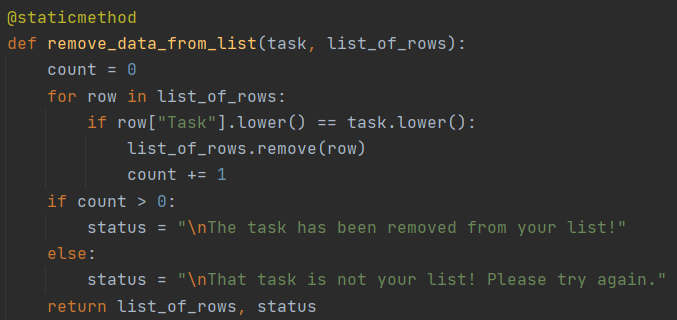 @staticmethod
def remove_data_from_list(task, list_of_rows):
    count = 0
    for row in list_of_rows:
        if row["Task"].lower() == task.lower():
            list_of_rows.remove(row)
            count += 1
    if count > 0:
        status = "\nThe task has been removed from your list!"
    else:
        status = "\nThat task is not your list! Please try again."
    return list_of_rows, status